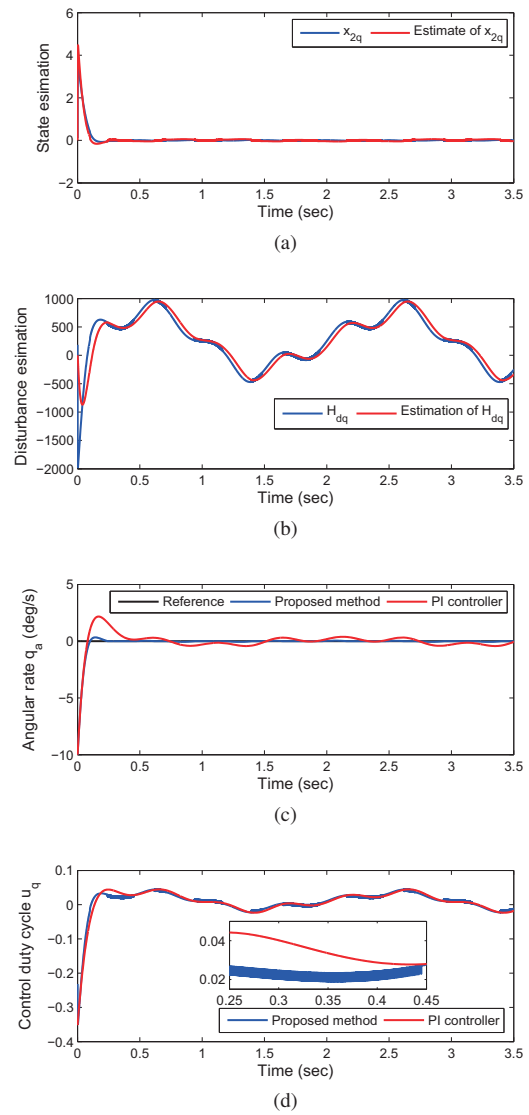 6
4
2
0
−2
State esimation
x2q Estimate of x2q
0 0.5 1 1.5 2 2.5 3 3.5
Time (sec)
(a)
1000
500
0
−500
−1000
−1500
−2000
Disturbance esimation
Hdq Estimation of Hdq
0 0.5 1 1.5 2 2.5 3 3.5
Time (sec)
(b)
5
0
−5
−10
Angular rate qa (deg/s)
Reference Proposed method PI controller
0 0.5 1 1.5 2 2.5 3 3.5
Time (sec)
(c)
0.1
0
−0.1
−0.2
−0.3
−0.4
Control duty cycle uq
0.04
0.02
0.25 0.3 0.35 0.4 0.45
Proposed method PI controller
0 0.5 1 1.5 2 2.5 3 3.5
Time (sec)
(d)